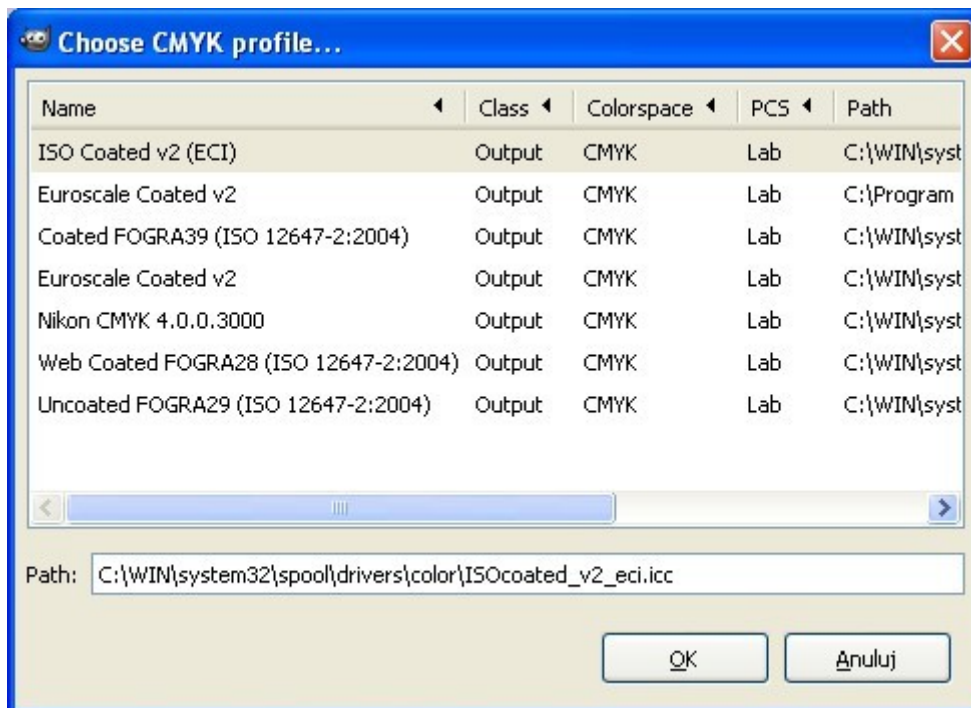 Choose CMYK profile...
Name Class Colorspace PCS Path
ISO Coated v2 (ECI) Output CMYK Lab C:\WIN\syst
Euroscale Coated v2 Output CMYK Lab C:\Program
Coated FOGRA39 (ISO 12647-2:2004) Output CMYK Lab C:\WIN\syst
Euroscale Coated v2 Output CMYK Lab C:\WIN\syst
Nikon CMYK 4.0.0.3000 Output CMYK Lab C:\WIN\syst
Web Coated FOGRA28 (ISO 12647-2:2004) Output CMYK Lab C:\WIN\syst
Uncoated FOGRA29 (ISO 12647-2:2004) Output CMYK Lab C:\WIN\syst
Path: C:\WIN\system32\spool\drivers\color\ISOcoated_v2_eci.icc
OK Anuluj